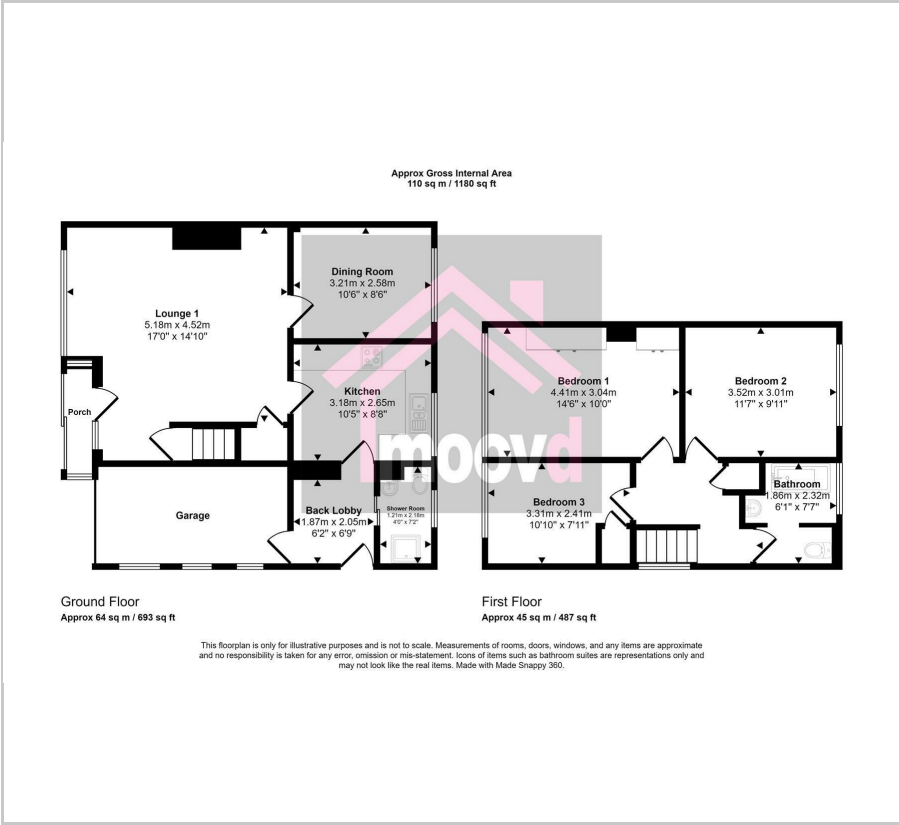 Approx Gross Internal Area
110 sq m / 1180 sq ft
Dining Room
3.21m x 2.58m
10'6" x 8'6"
Lounge 1
5.18m x 4.52m
17'0" x 14'10"
Porch
Kitchen
3.18m x 2.65m
10'5" x 8'8"
Garage
Back Lobby
1.87m x 2.05m
6'2" x 6'9"
Shower Room
1.21m x 2.18m
4'0" x 7'2"
moovd
Bedroom 1
4.41m x 3.04m
14'6" x 10'0"
Bedroom 2
3.52m x 3.01m
11'7" x 9'11"
Bedroom 3
3.31m x 2.41m
10'10" x 7'11"
Bathroom
1.86m x 2.32m
6'1" x 7'7"
Ground Floor
Approx 64 sq m / 693 sq ft
First Floor
Approx 45 sq m / 487 sq ft
This floorplan is only for illustrative purposes and is not to scale. Measurements of rooms, doors, windows, and any items are approximate
and no responsibility is taken for any error, omission or mis-statement. Icons of items such as bathroom suites are representations only and
may not look like the real items. Made with Made Snappy 360.